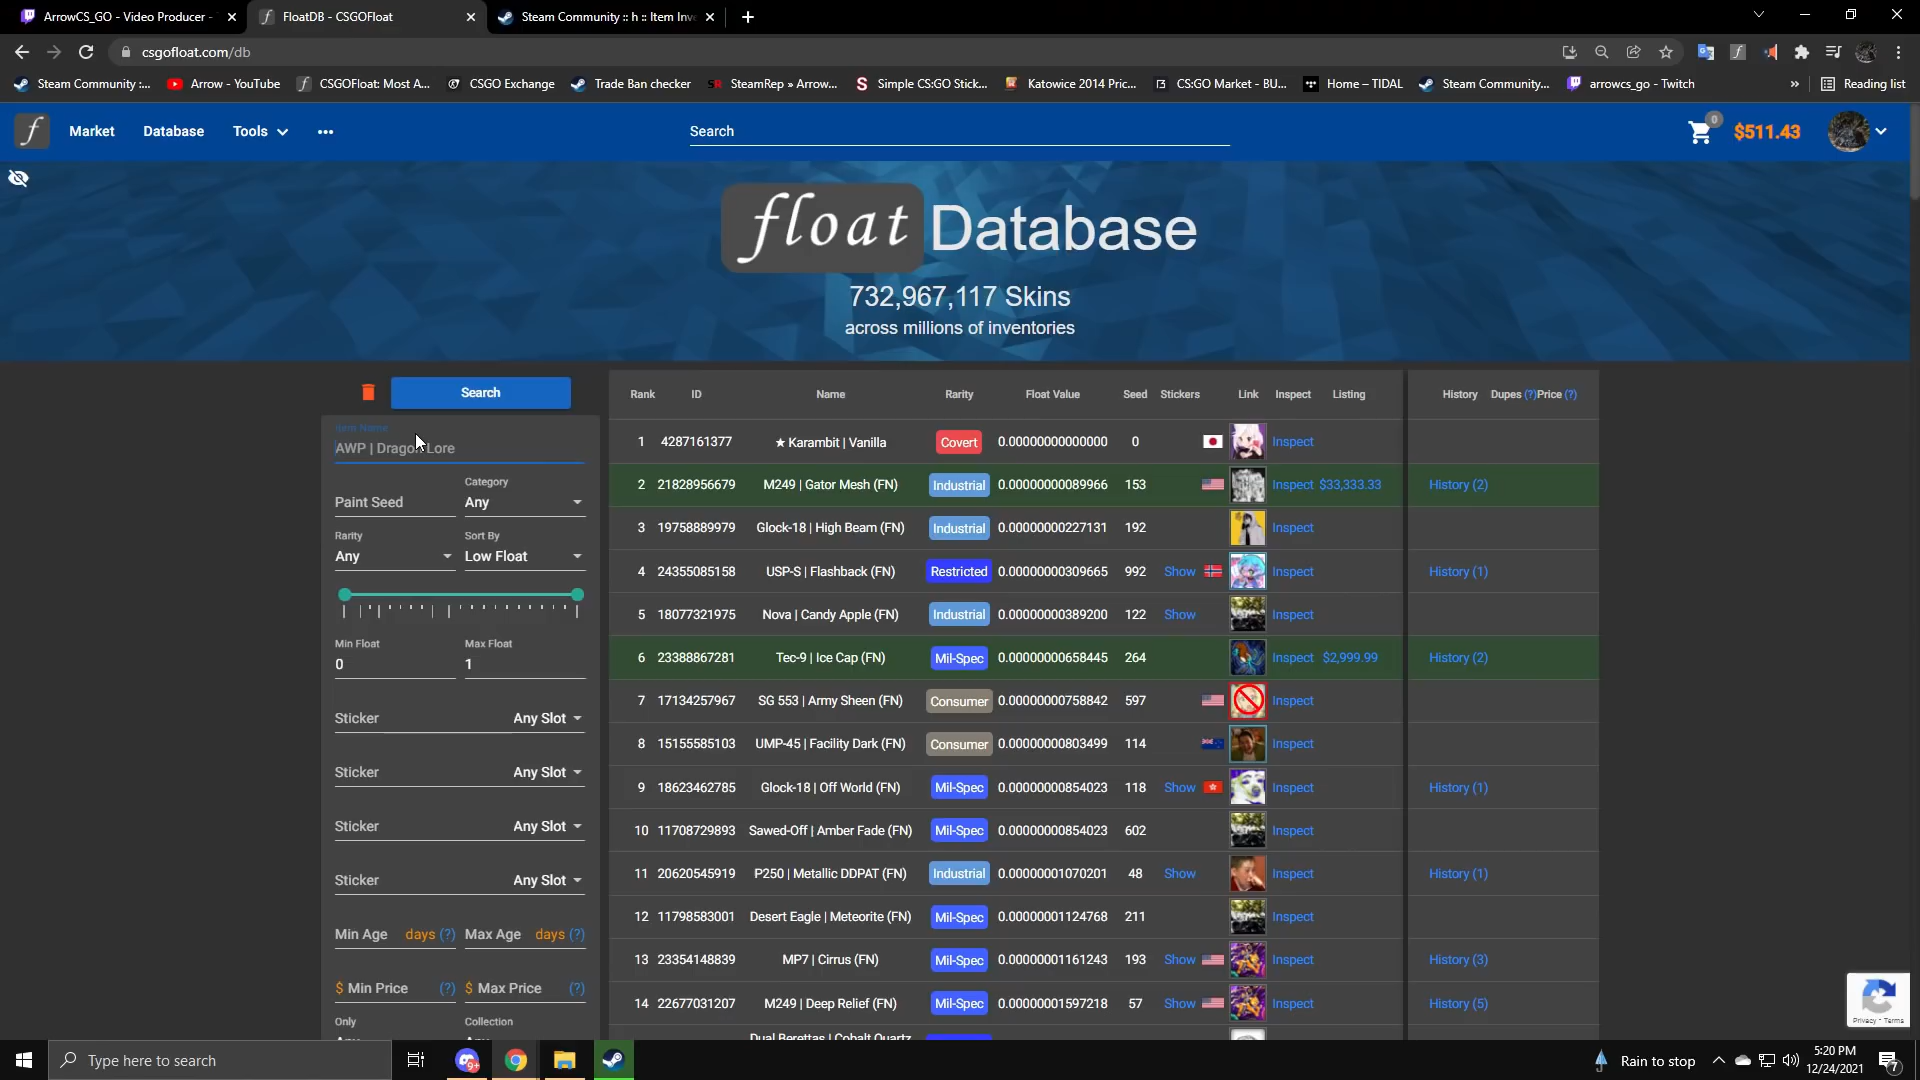 ArrowCS_GO - Video Producer -
FloatDB - CSGOFloat
Steam Community :: h :: Item Inv
csgofloat.com/db
Steam Community :...
Arrow - YouTube
CSGOFloat: Most A...
CSGO Exchange
Trade Ban checker
SteamRep » Arrow...
Simple CS:GO Stick...
Katowice 2014 Pric...
CS:GO Market - BU...
Home – TIDAL
Steam Community...
arrowcs_go - Twitch
»
Reading list
f
Market
Database
Tools
Search
0
$511.43
float Database
732,967,117 Skins
across millions of inventories
Search
Item Name
AWP | Dragon Lore
Paint Seed
Category
Any
Rarity
Any
Sort By
Low Float
Min Float
0
Max Float
1
Sticker Any Slot
Sticker Any Slot
Sticker Any Slot
Sticker Any Slot
Min Age days (?) Max Age days (?)
$ Min Price (?) $ Max Price (?)
Only Collection
Rank ID Name Rarity Float Value Seed Stickers Link Inspect Listing History Dupes (?) Price (?)
1 4287161377 ★ Karambit | Vanilla Covert 0.00000000000000 0 Inspect
2 21828956679 M249 | Gator Mesh (FN) Industrial 0.00000000089966 153 Inspect $33,333.33 History (2)
3 19758889979 Glock-18 | High Beam (FN) Industrial 0.00000000227131 192 Inspect
4 24355085158 USP-S | Flashback (FN) Restricted 0.00000000309665 992 Show Inspect History (1)
5 18077321975 Nova | Candy Apple (FN) Industrial 0.00000000389200 122 Show Inspect
6 23388867281 Tec-9 | Ice Cap (FN) Mil-Spec 0.00000000658445 264 Inspect $2,999.99 History (2)
7 17134257967 SG 553 | Army Sheen (FN) Consumer 0.00000000758842 597 Inspect
8 15155585103 UMP-45 | Facility Dark (FN) Consumer 0.00000000803499 114 Inspect
9 18623462785 Glock-18 | Off World (FN) Mil-Spec 0.00000000854023 118 Show Inspect History (1)
10 11708729893 Sawed-Off | Amber Fade (FN) Mil-Spec 0.00000000854023 602 Inspect
11 20620545919 P250 | Metallic DDPAT (FN) Industrial 0.00000001070201 48 Show Inspect History (1)
12 11798583001 Desert Eagle | Meteorite (FN) Mil-Spec 0.00000001124768 211 Inspect
13 23354148839 MP7 | Cirrus (FN) Mil-Spec 0.00000001161243 193 Show Inspect History (3)
14 22677031207 M249 | Deep Relief (FN) Mil-Spec 0.00000001597218 57 Show Inspect History (5)
Dual Berettas | Cobalt Quartz
Privacy - Terms
Type here to search
9+
Rain to stop
5:20 PM
12/24/2021
7